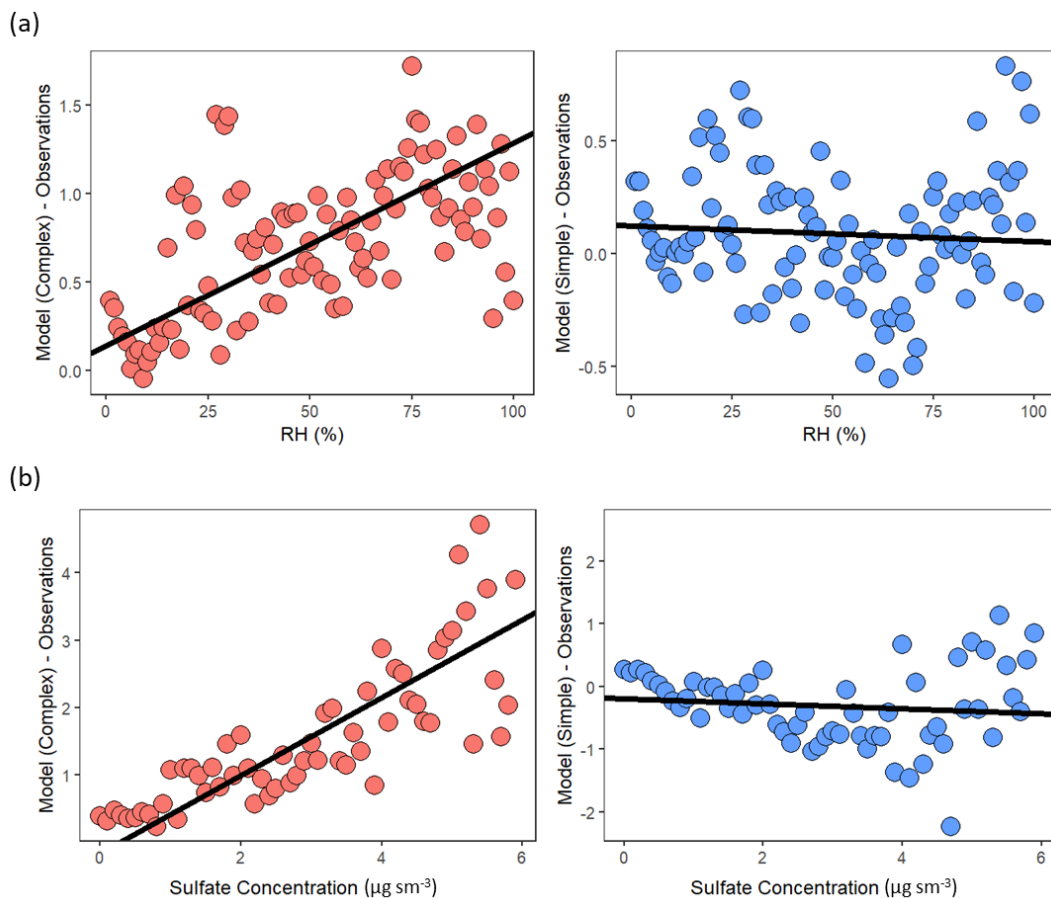 (a)
Model (Complex) - Observations
1.5
1.0
0.5
0.0
0 25 50 75 100
RH (%)
Model (Simple) - Observations
0.5
0.0
-0.5
0 25 50 75 100
RH (%)
(b)
Model (Complex) - Observations
4
3
2
1
0 2 4 6
Sulfate Concentration (µg sm⁻³)
Model (Simple) - Observations
2
1
0
-1
-2
0 2 4 6
Sulfate Concentration (µg sm⁻³)